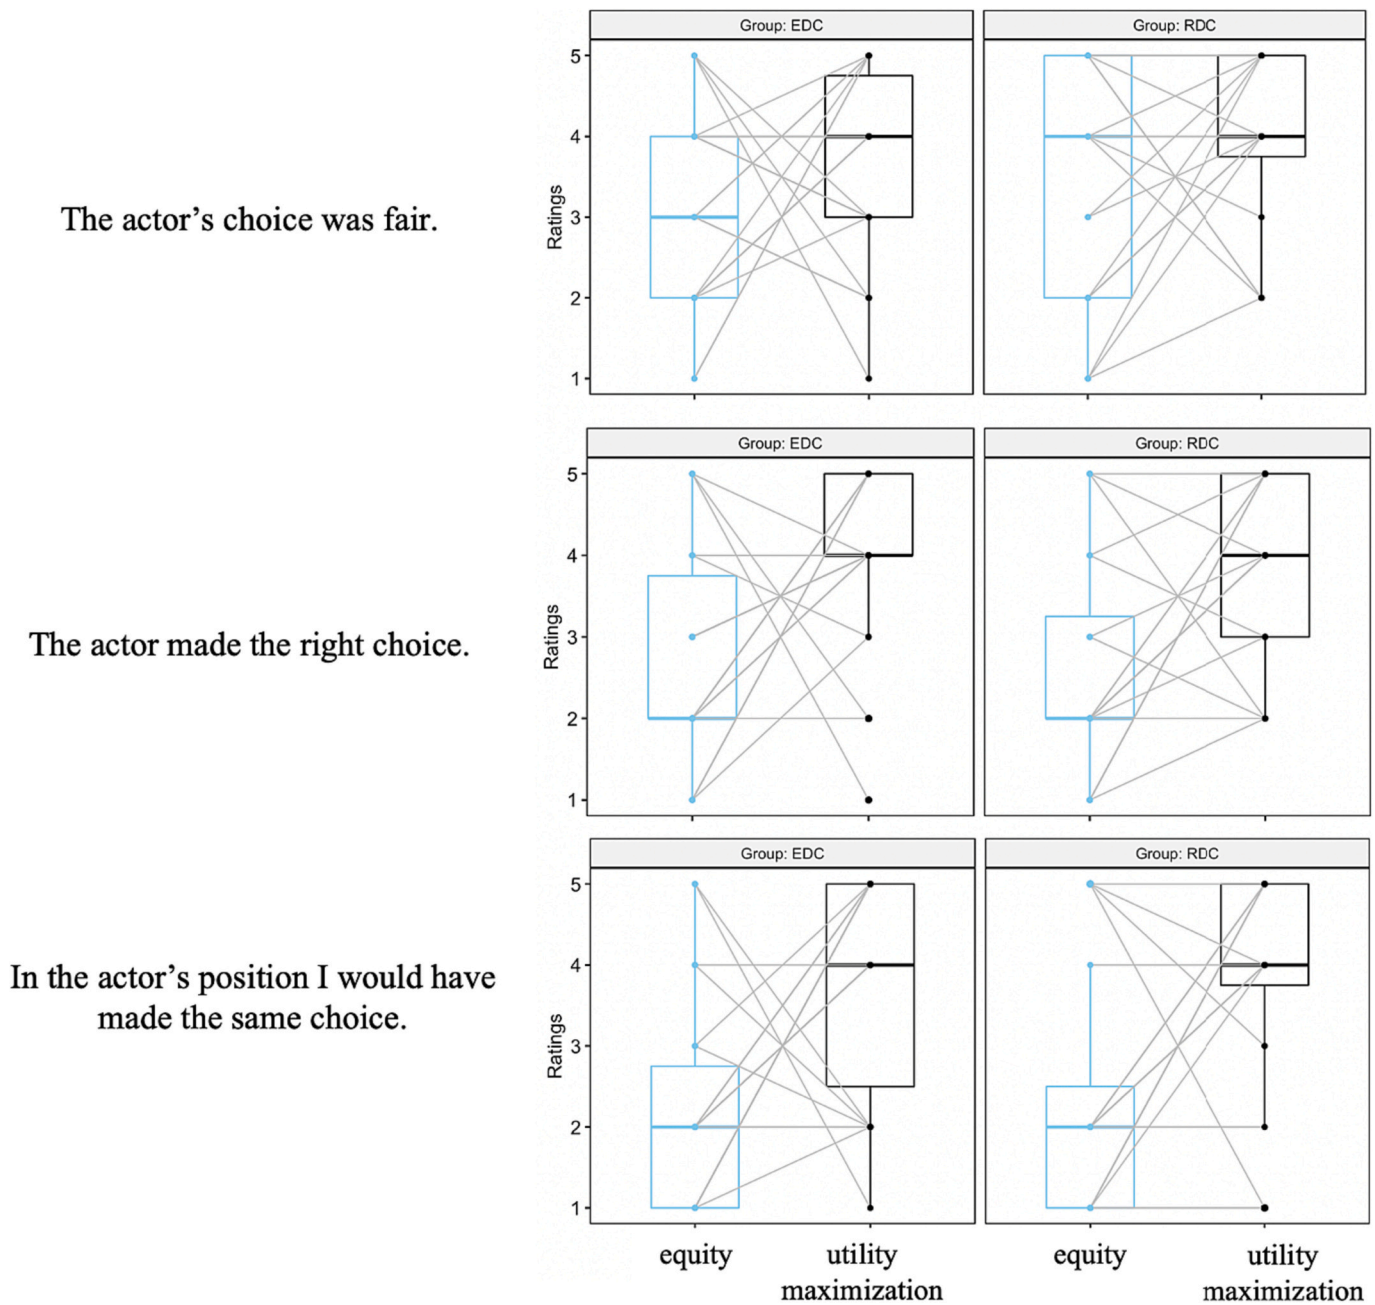 Group: EDC
Group: RDC
The actor's choice was fair.
Ratings
5
4
3
2
1
Group: EDC
Group: RDC
The actor made the right choice.
Ratings
5
4
3
2
1
Group: EDC
Group: RDC
In the actor's position I would have
made the same choice.
Ratings
5
4
3
2
1
equity
utility
maximization
equity
utility
maximization